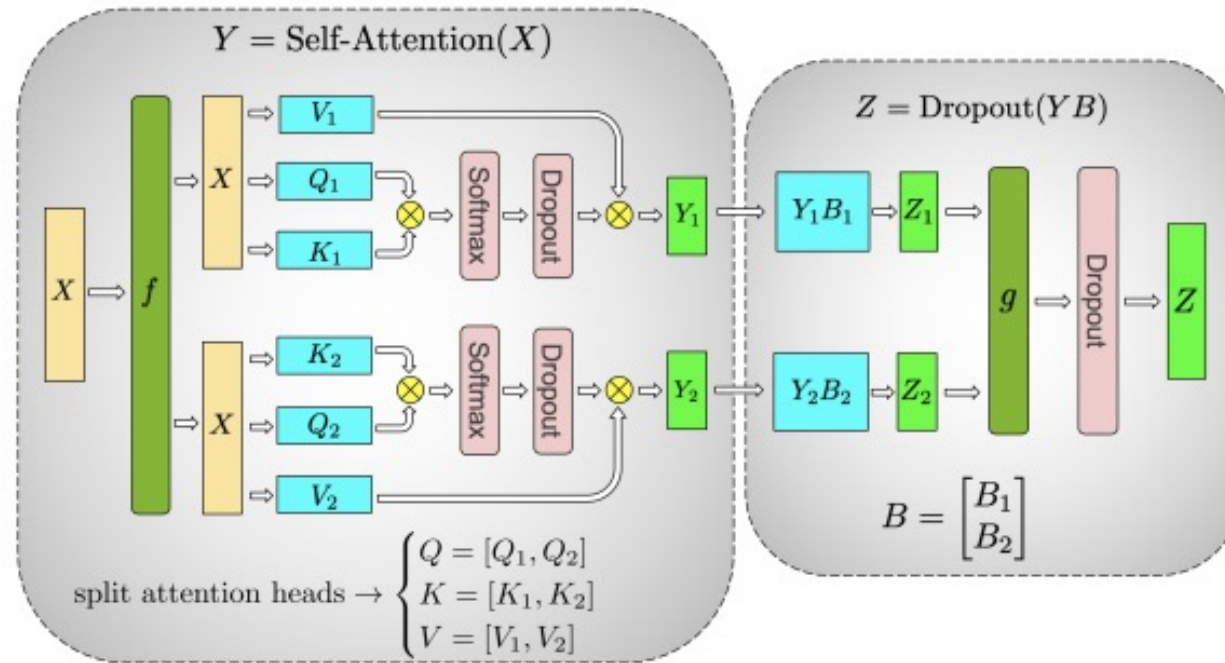 Y = Self-Attention(X)
X
f
X
V₁
Q₁
K₁
Softmax
Dropout
Y₁
X
K₂
Q₂
V₂
Softmax
Dropout
Y₂
split attention heads → { Q = [Q₁, Q₂]
K = [K₁, K₂]
V = [V₁, V₂]
Z = Dropout(YB)
Y₁B₁
Z₁
Y₂B₂
Z₂
g
Dropout
Z
B = [B₁
B₂]